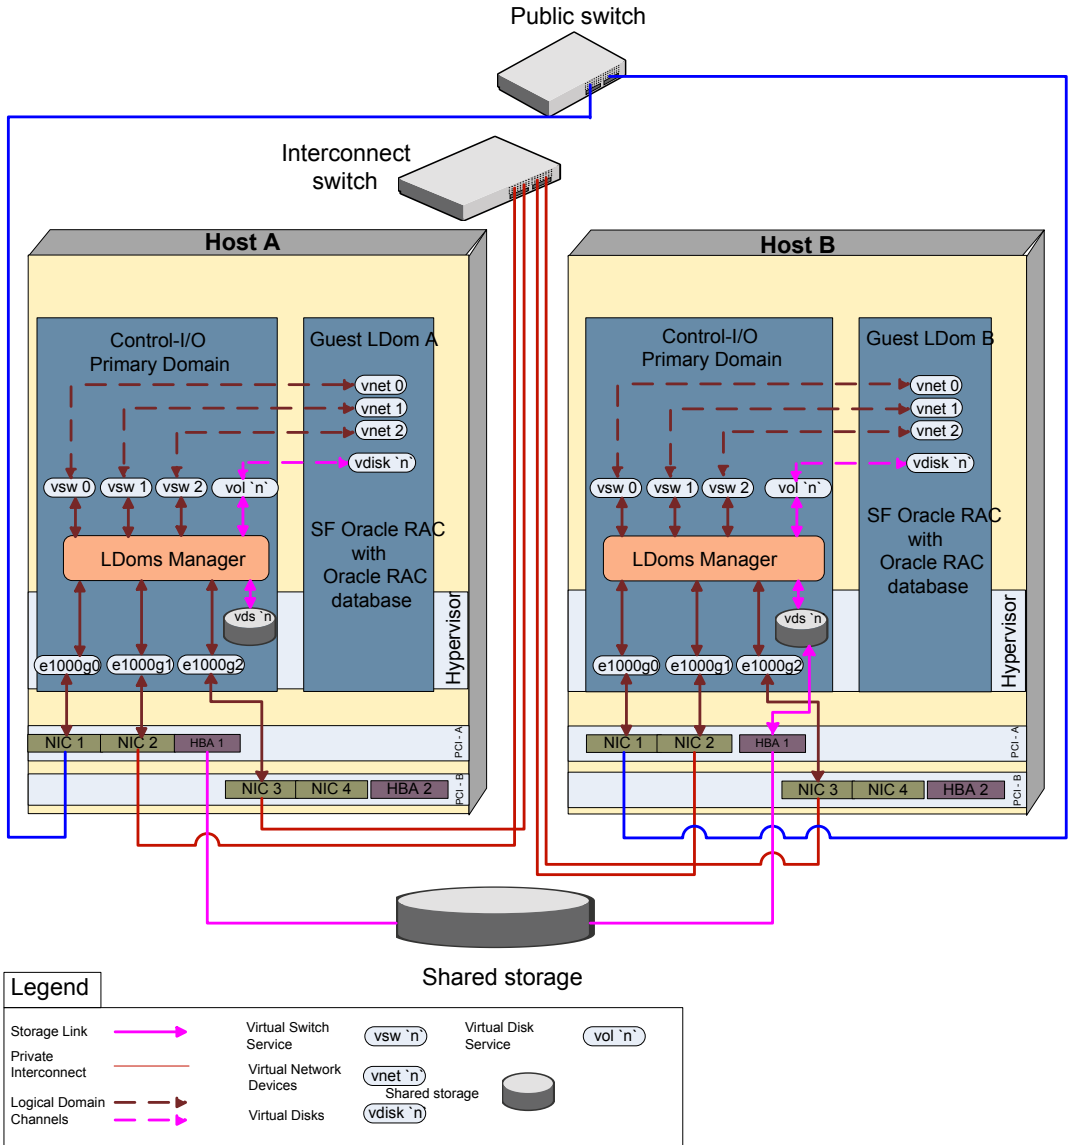 Public switch
Interconnect
switch
Host A
Control-I/O
Primary Domain
Guest LDom A
vnet 0
vnet 1
vnet 2
vdisk `n`
vsw 0
vsw 1
vsw 2
vol `n`
LDoms Manager
SF Oracle RAC
with
Oracle RAC
database
vds `n
Hypervisor
e1000g0
e1000g1
e1000g2
NIC 1
NIC 2
HBA 1
PCI - A
NIC 3
NIC 4
HBA 2
PCI - B
Host B
Control-I/O
Primary Domain
Guest LDom B
vnet 0
vnet 1
vnet 2
vdisk `n`
vsw 0
vsw 1
vsw 2
vol `n`
LDoms Manager
SF Oracle RAC
with
Oracle RAC
database
vds `n
Hypervisor
e1000g0
e1000g1
e1000g2
NIC 1
NIC 2
HBA 1
PCI - A
NIC 3
NIC 4
HBA 2
PCI - B
Shared storage
Legend
Storage Link
Private
Interconnect
Logical Domain
Channels
Virtual Switch
Service
vsw `n`
Virtual Network
Devices
vnet `n`
Virtual Disks
vdisk `n`
Virtual Disk
Service
vol `n`
Shared storage